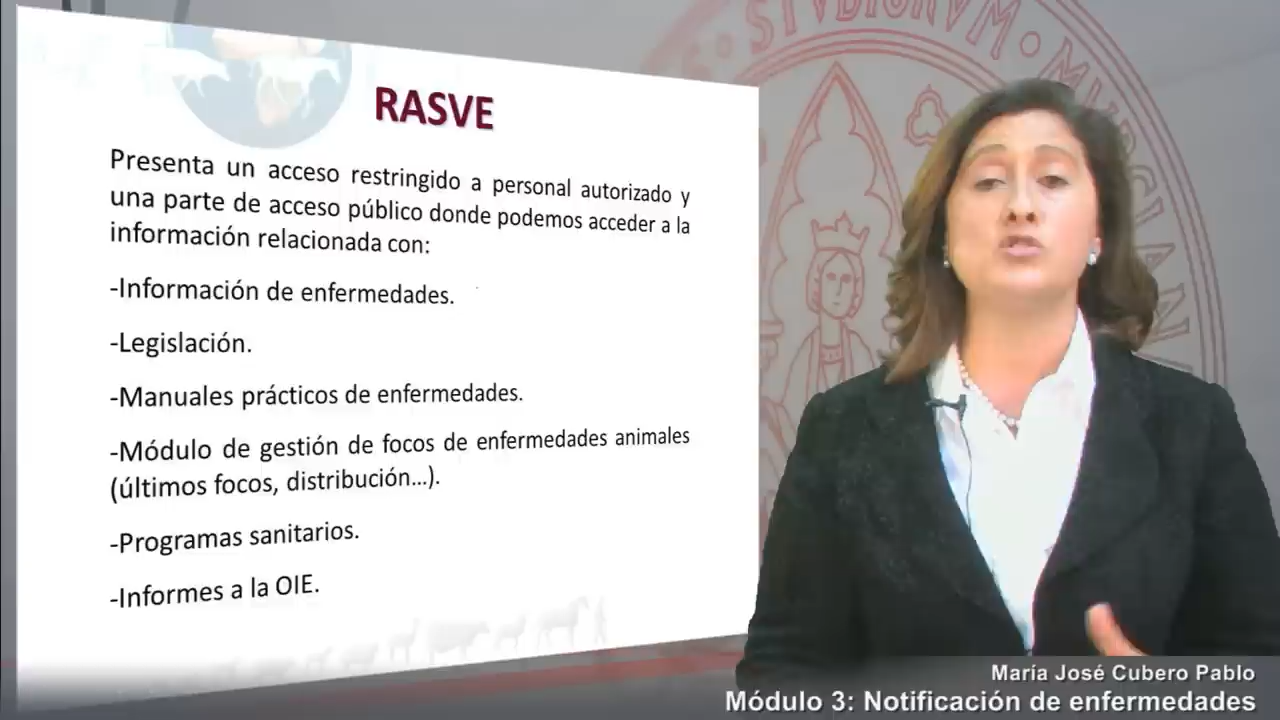 STVDIORVM • MVRCIANE
RASVE
Presenta un acceso restringido a personal autorizado y
una parte de acceso público donde podemos acceder a la
información relacionada con:
-Información de enfermedades.
-Legislación.
-Manuales prácticos de enfermedades.
-Módulo de gestión de focos de enfermedades animales
(últimos focos, distribución...).
-Programas sanitarios.
-Informes a la OIE.
María José Cubero Pablo
Módulo 3: Notificación de enfermedades